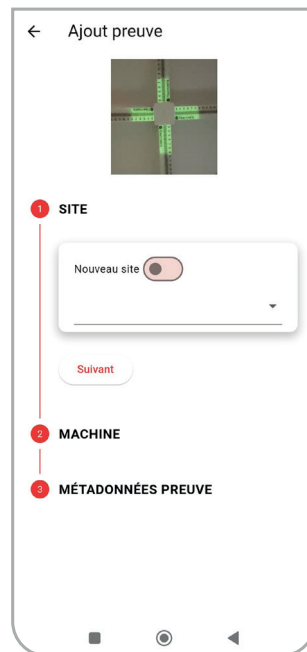 Ajout preuve
1 SITE
Nouveau site
Suivant
2 MACHINE
3 MÉTADONNÉES PREUVE